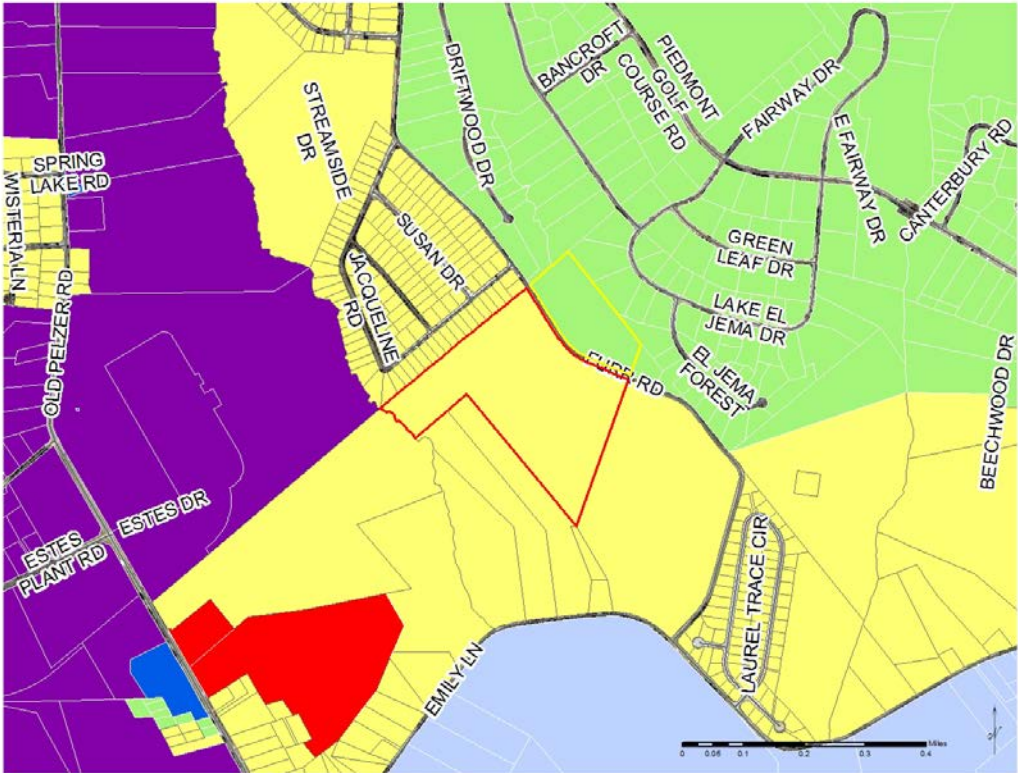 BANCROFT
DR
PIEDMONT
GOLF
COURSE RD
DRIFTWOOD DR
FAIRWAY DR
E FAIRWAY DR
CANTERBURY RD
STREAMSIDE
DR
SPRING
LAKE RD
WISTERIA LN
SUSAN DR
JACQUELINE
RD
GREEN
LEAF DR
LAKE EL
JEMA DR
OLD PELZER RD
FURR RD
EL JEMA
FOREST
BEECHWOOD DR
ESTES DR
ESTES
PLANT RD
LAUREL TRACE CIR
EMILY LN
0 0.05 0.1 0.2 0.3 0.4
Miles
N